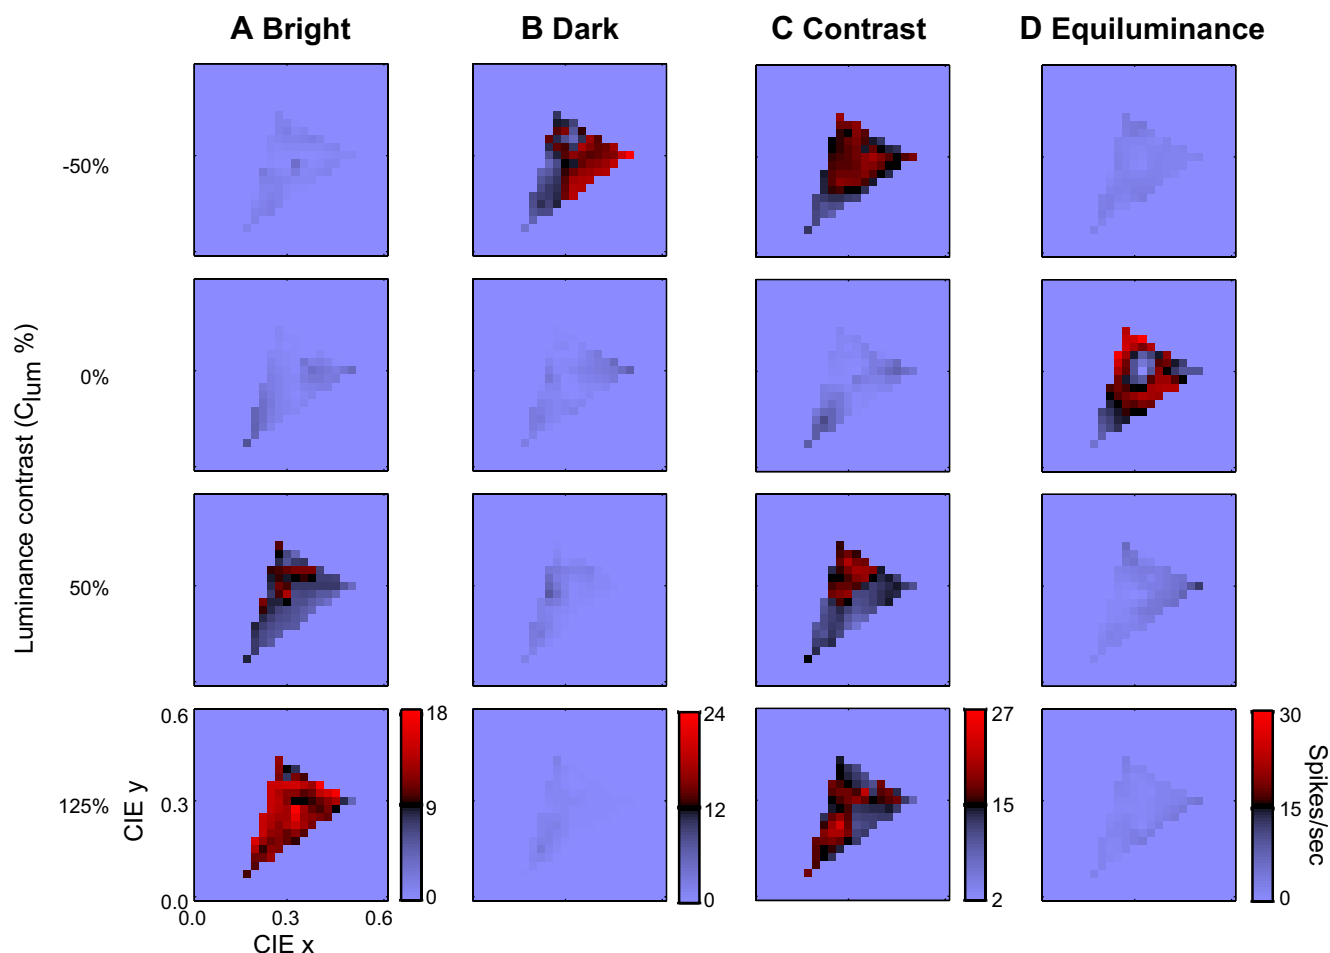 A Bright
B Dark
C Contrast
D Equiluminance
Luminance contrast (Clum %)
-50%
0%
50%
125%
0.6
0.3
0.0
CIE y
0.0
0.3
0.6
CIE x
18
9
0
24
12
0
27
15
2
30
15
0
Spikes/sec